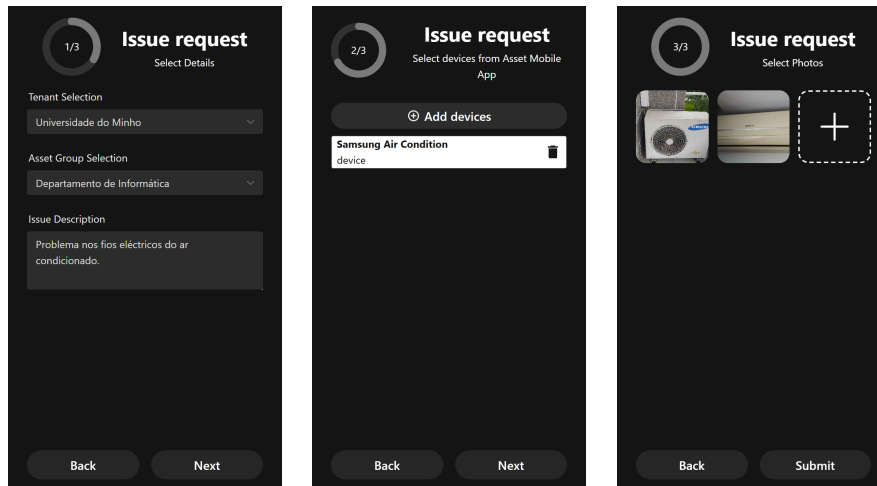 1/3
Issue request
Select Details
Tenant Selection
Universidade do Minho
Asset Group Selection
Departamento de Informática
Issue Description
Problema nos fios eléctricos do ar
condicionado.
Back
Next
2/3
Issue request
Select devices from Asset Mobile
App
Add devices
Samsung Air Condition
device
Back
Next
3/3
Issue request
Select Photos
SAMSUNG
Back
Submit